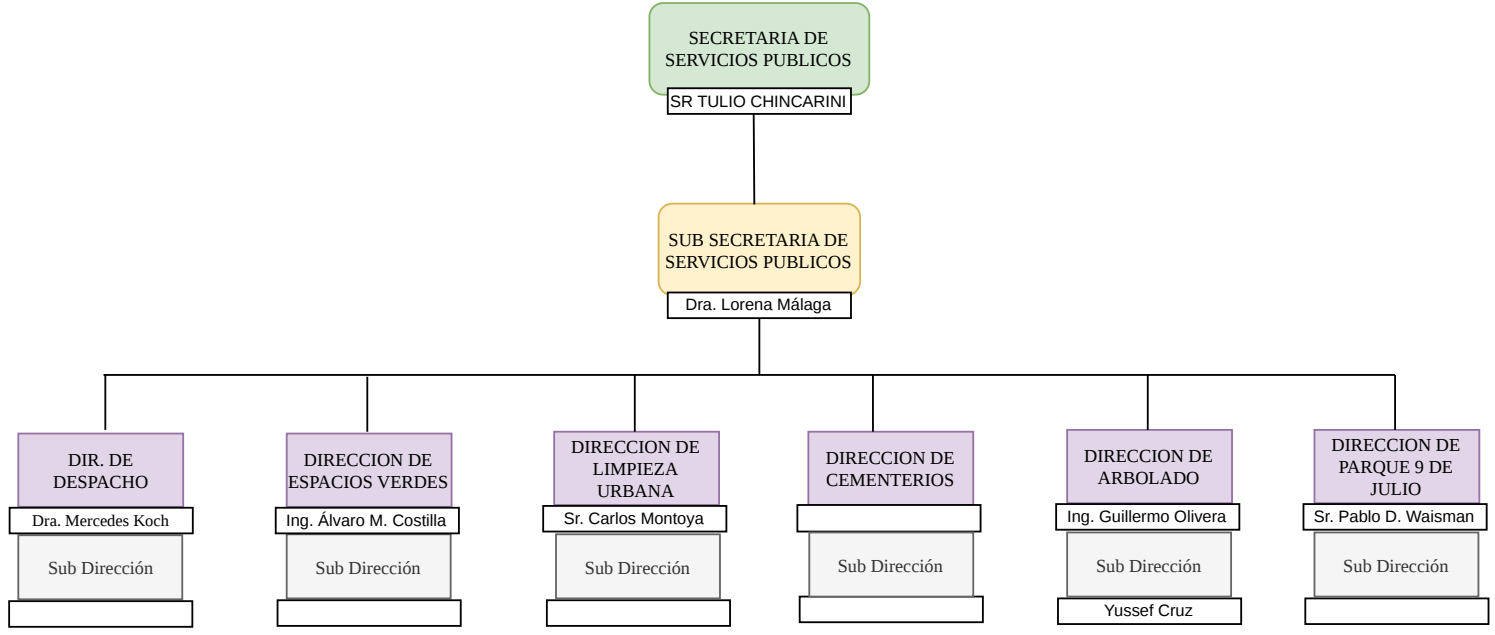 SECRETARIA DE
SERVICIOS PUBLICOS
SR TULIO CHINCARINI
SUB SECRETARIA DE
SERVICIOS PUBLICOS
Dra. Lorena Málaga
DIR. DE
DESPACHO
Dra. Mercedes Koch
Sub Dirección
DIRECCION DE
ESPACIOS VERDES
Ing. Álvaro M. Costilla
Sub Dirección
DIRECCION DE
LIMPIEZA
URBANA
Sr. Carlos Montoya
Sub Dirección
DIRECCION DE
CEMENTERIOS
Sub Dirección
DIRECCION DE
ARBOLADO
Ing. Guillermo Olivera
Sub Dirección
Yussef Cruz
DIRECCION DE
PARQUE 9 DE
JULIO
Sr. Pablo D. Waisman
Sub Dirección